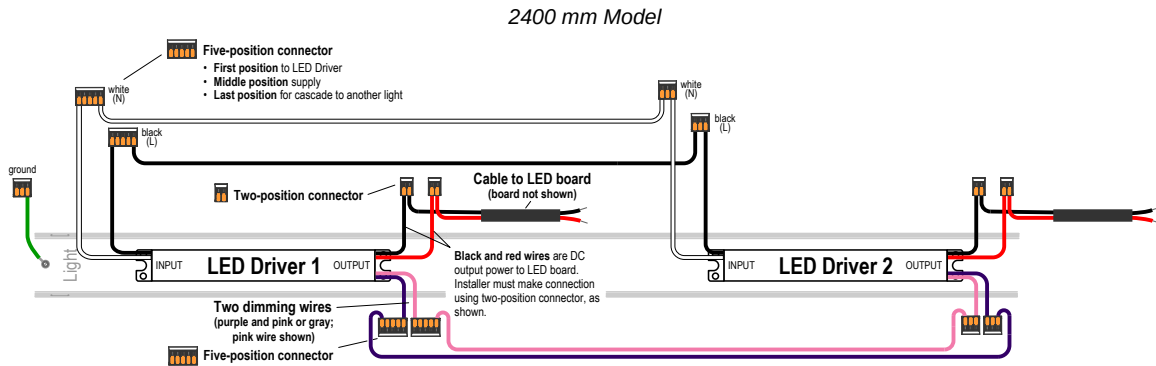 2400 mm Model
Five-position connector
• First position to LED Driver
• Middle position supply
• Last position for cascade to another light
white
(N)
white
(N)
black
(L)
black
(L)
ground
Two-position connector
Cable to LED board
(board not shown)
Light
INPUT
LED Driver 1
OUTPUT
Black and red wires are DC
output power to LED board.
Installer must make connection
using two-position connector, as
shown.
INPUT
LED Driver 2
OUTPUT
Two dimming wires
(purple and pink or gray;
pink wire shown)
Five-position connector